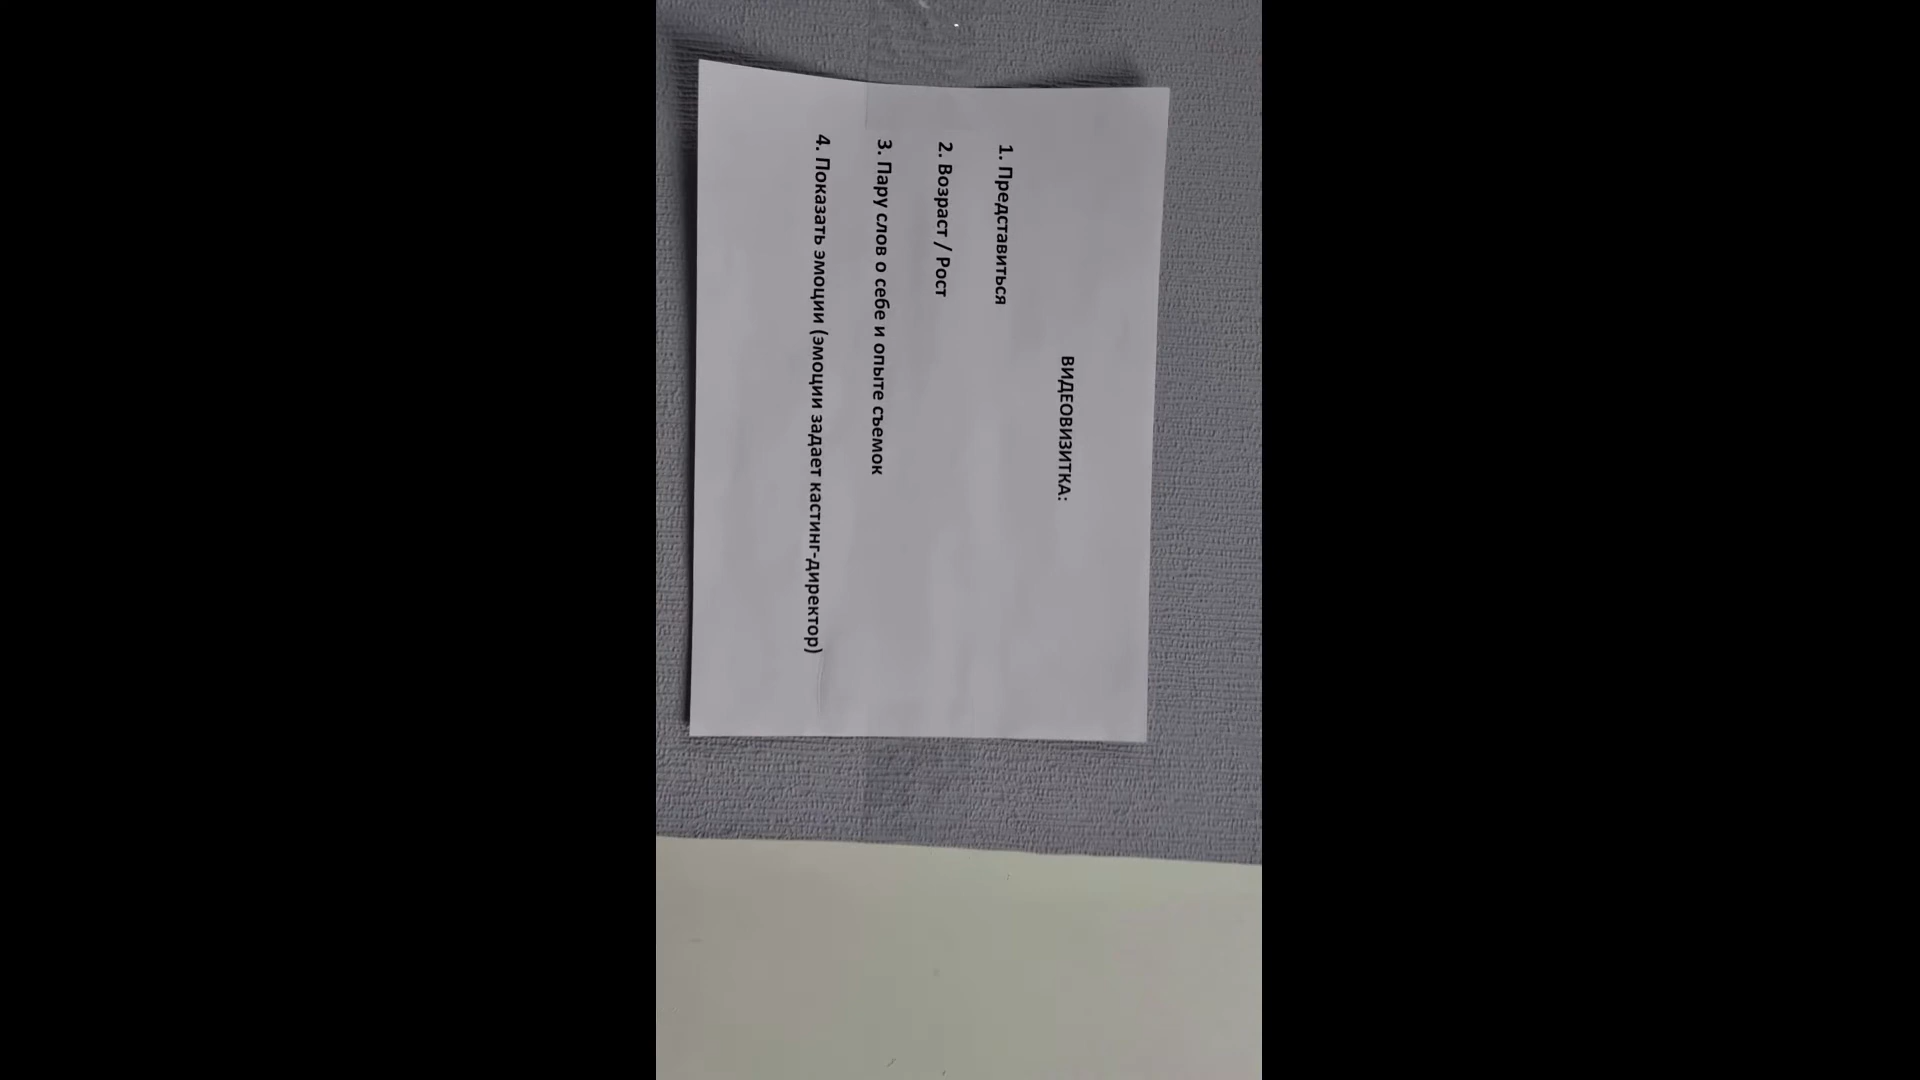 ВИДЕОВИЗИТКА:
1. Представиться
2. Возраст / Рост
3. Пару слов о себе и опыте съемок
4. Показать эмоции (эмоции задает кастинг-директор)